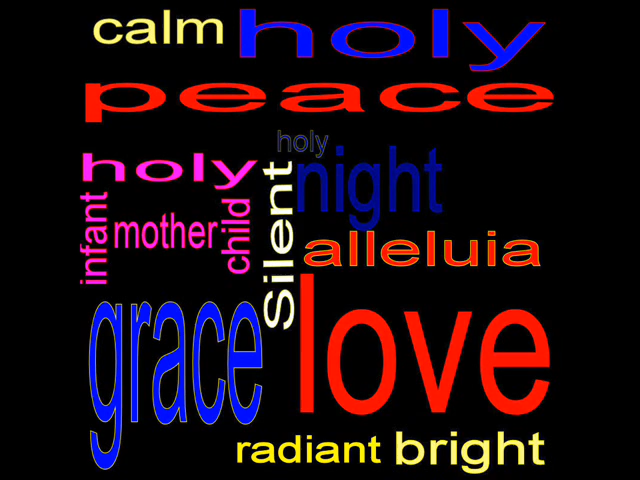 calm holy
peace
holy
holy
night
infant
mother
child
Silent
alleluia
grace
love
radiant bright